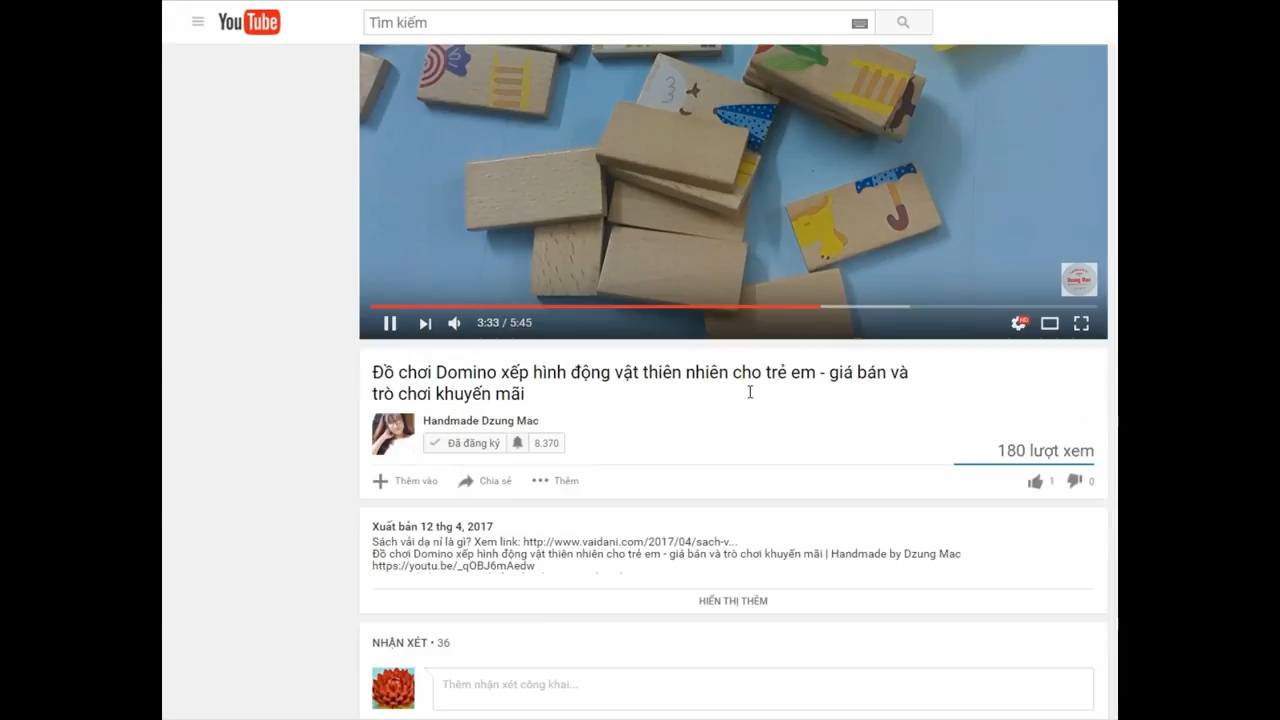 YouTube
Tìm kiếm
3:33 / 5:45
HD
Đồ chơi Domino xếp hình động vật thiên nhiên cho trẻ em - giá bán và
trò chơi khuyến mãi
Handmade Dzung Mac
Đã đăng ký 8.370
180 lượt xem
Thêm vào Chia sẻ Thêm 1 0
Xuất bản 12 thg 4, 2017
Sách vải dạ nỉ là gì? Xem link: http://www.vaidani.com/2017/04/sach-v...
Đồ chơi Domino xếp hình động vật thiên nhiên cho trẻ em - giá bán và trò chơi khuyến mãi | Handmade by Dzung Mac
https://youtu.be/_qOBJ6mAedw
HIỂN THỊ THÊM
NHẬN XÉT • 36
Thêm nhận xét công khai...